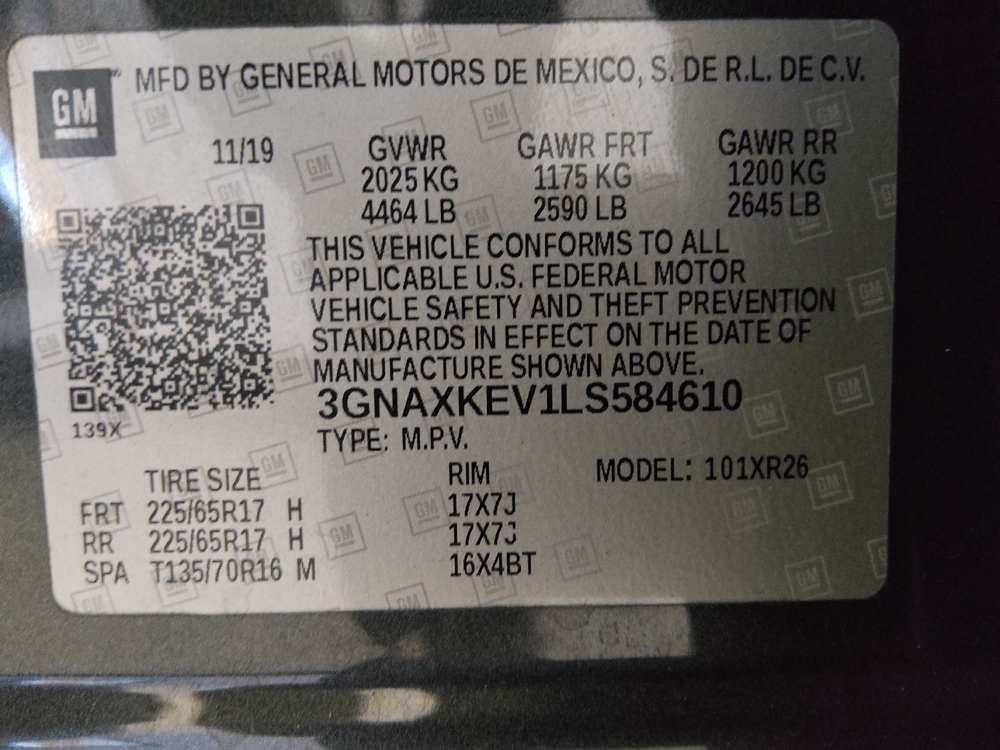 GM
MFD BY GENERAL MOTORS DE MEXICO, S. DE R.L. DE C.V.
11/19 GVWR GAWR FRT GAWR RR
2025 KG 1175 KG 1200 KG
4464 LB 2590 LB 2645 LB
THIS VEHICLE CONFORMS TO ALL
APPLICABLE U.S. FEDERAL MOTOR
VEHICLE SAFETY AND THEFT PREVENTION
STANDARDS IN EFFECT ON THE DATE OF
MANUFACTURE SHOWN ABOVE.
3GNAXKEV1LS584610
139X
TYPE: M.P.V.
TIRE SIZE RIM MODEL: 101XR26
FRT 225/65R17 H 17X7J
RR 225/65R17 H 17X7J
SPA T135/70R16 M 16X4BT